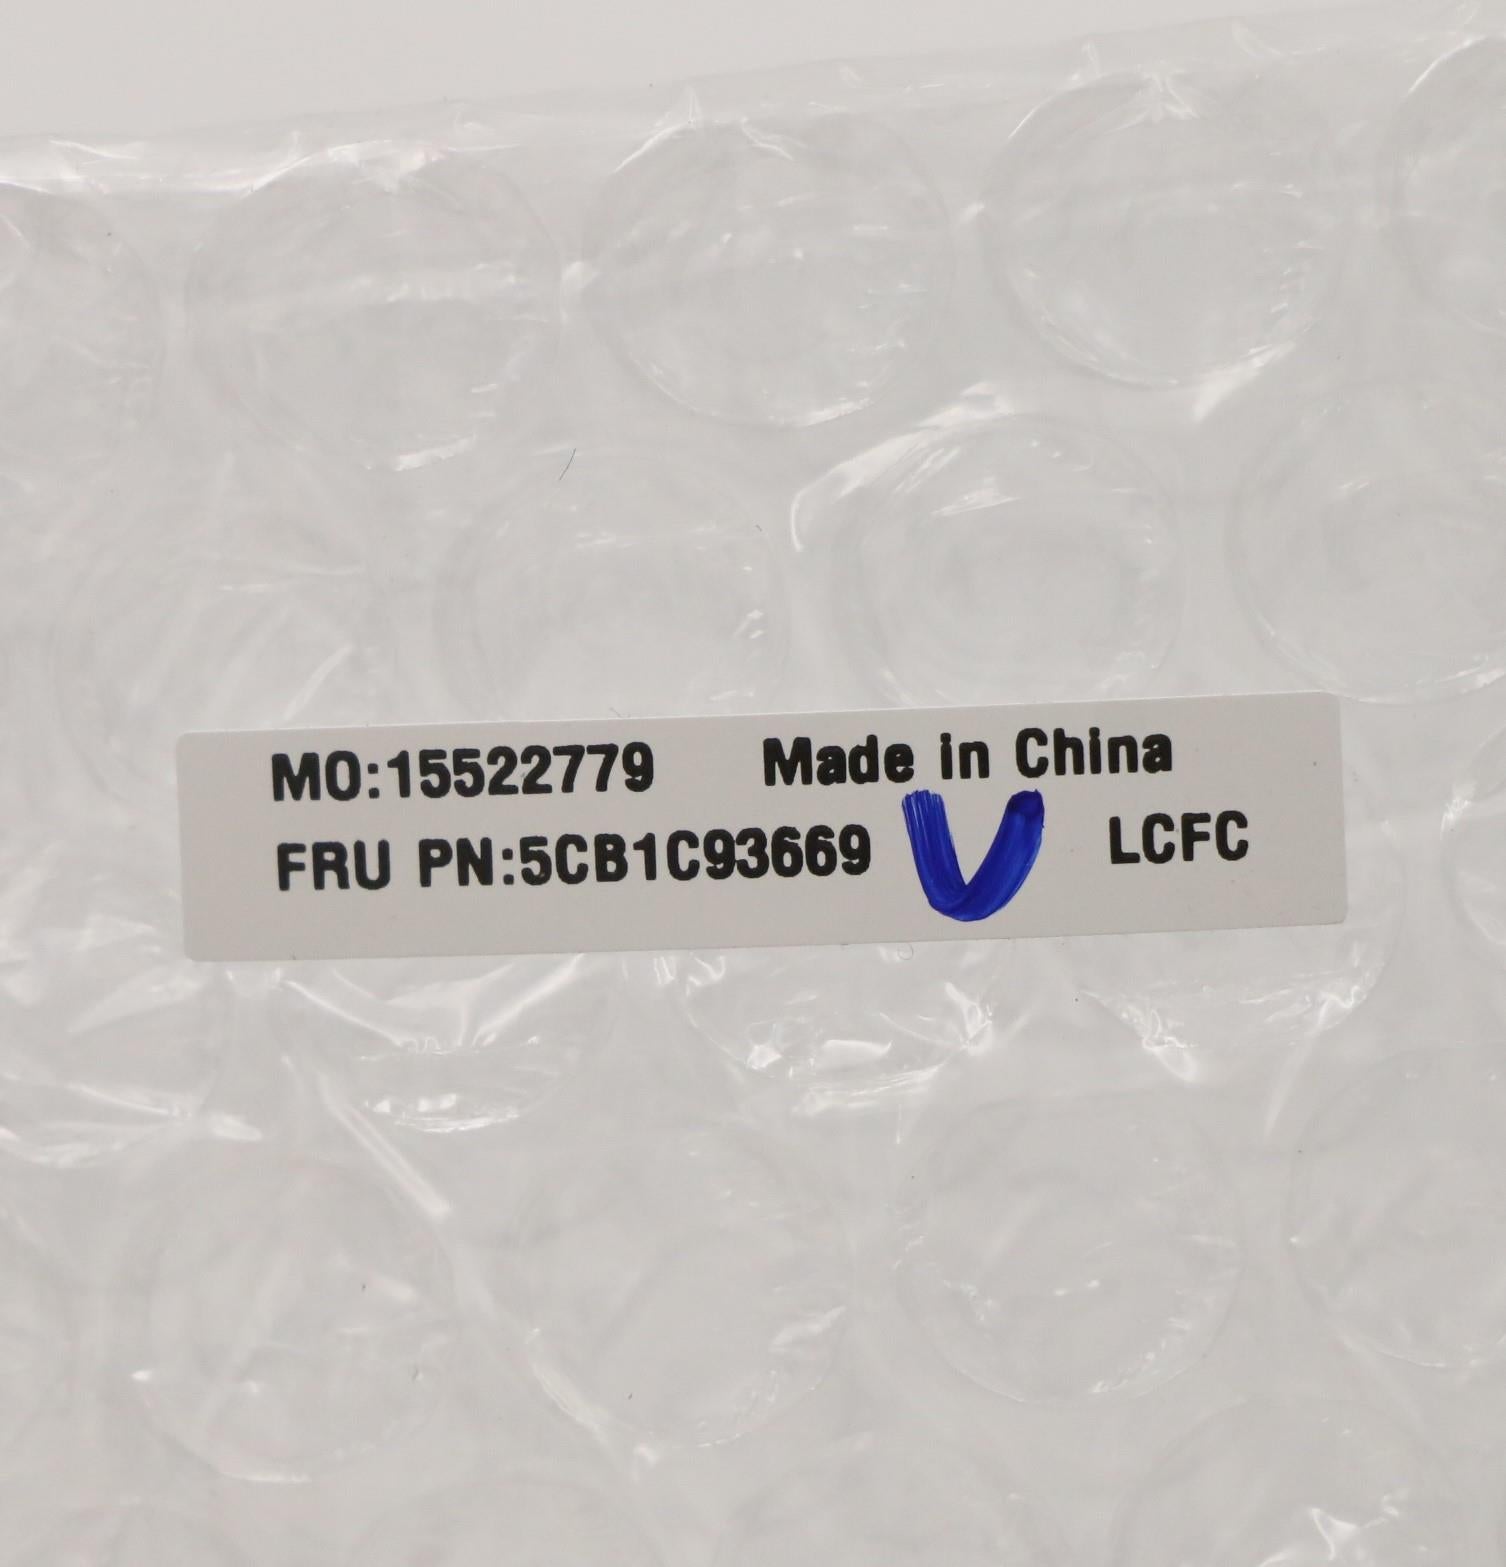 MO:15522779 Made in China
FRU PN:5CB1C93669 LCFC